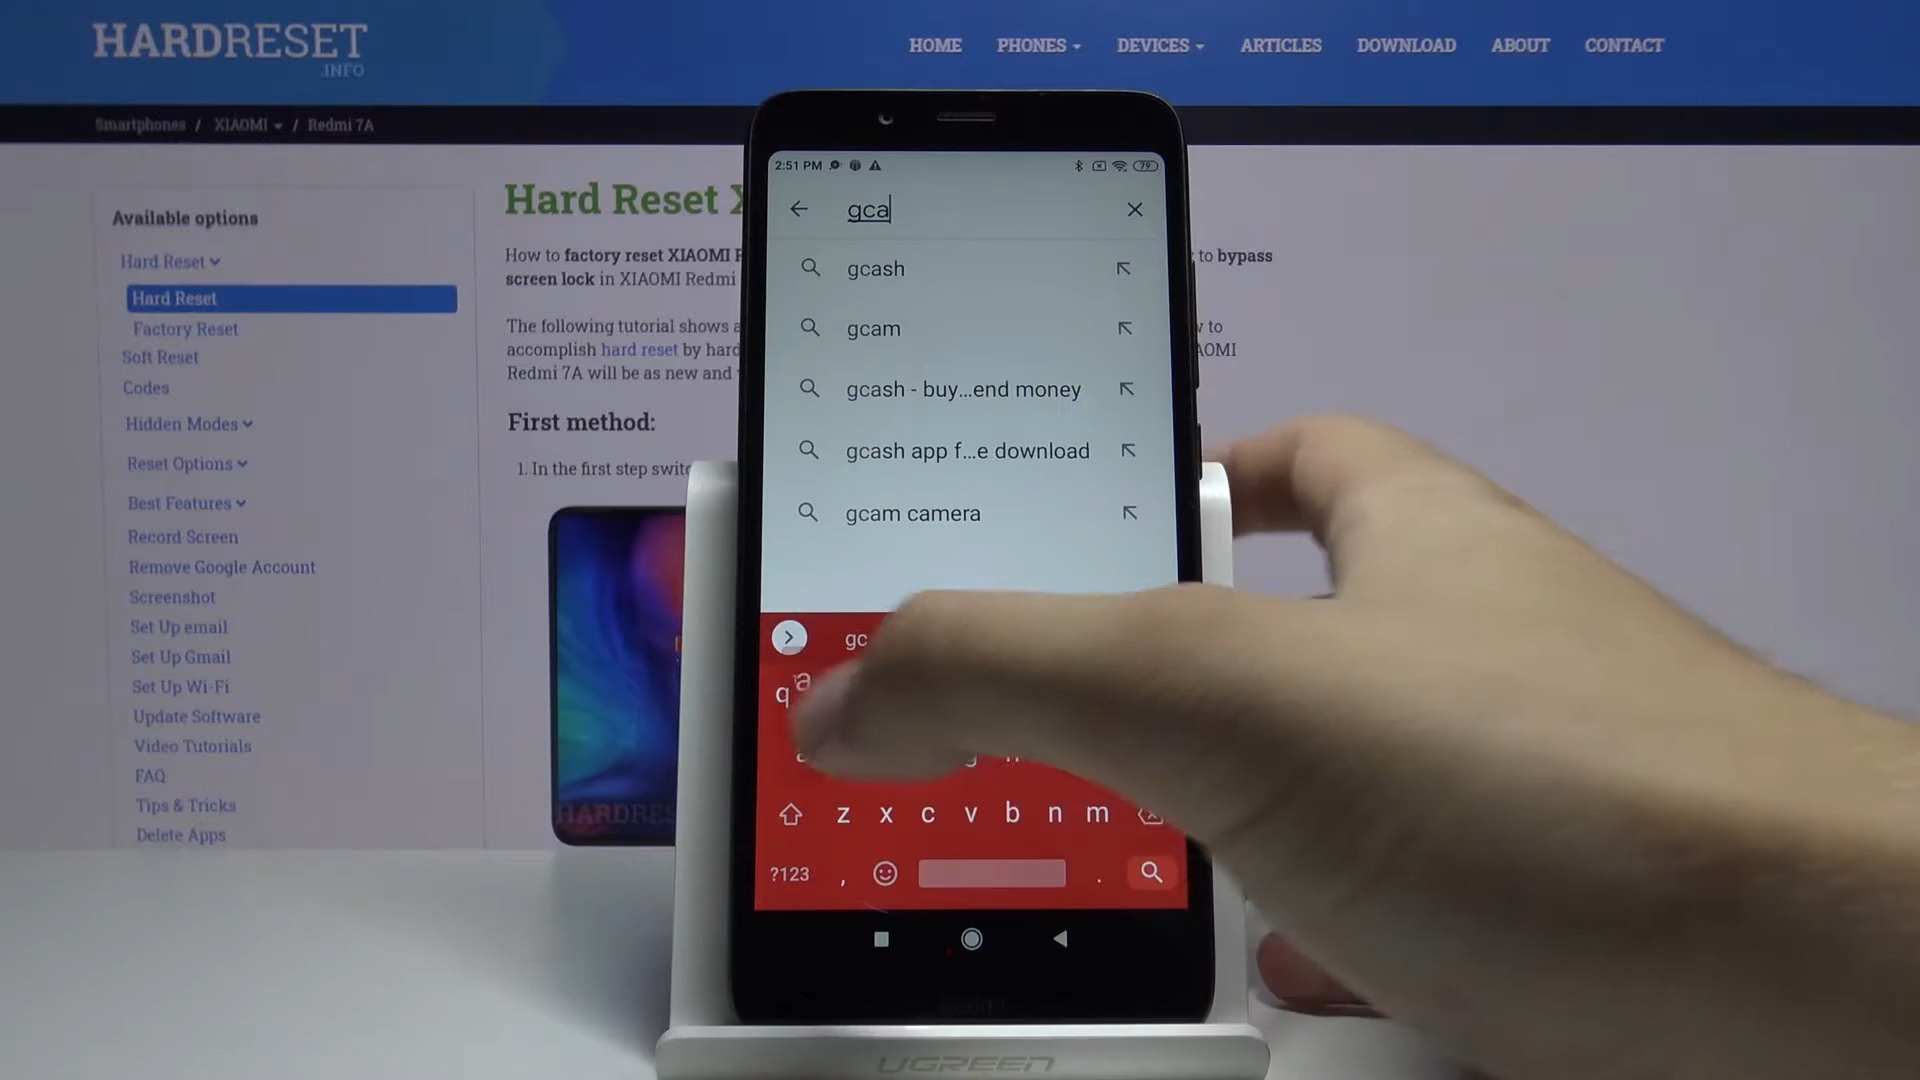 HARDRESET
.INFO
HOME PHONES DEVICES ARTICLES DOWNLOAD ABOUT CONTACT
Smartphones / XIAOMI / Redmi 7A
Available options
Hard Reset
Hard Reset
Factory Reset
Soft Reset
Codes
Hidden Modes
Reset Options
Best Features
Record Screen
Remove Google Account
Screenshot
Set Up email
Set Up Gmail
Set Up Wi-Fi
Update Software
Video Tutorials
FAQ
Tips & Tricks
Delete Apps
Hard Reset
How to factory reset XIAOMI to bypass
screen lock in XIAOMI Redmi
The following tutorial shows to
accomplish hard reset by
Redmi 7A will be as new and
First method:
1. In the first step
2:51 PM 79
gca
gcash
gcam
gcash - buy...end money
gcash app f...e download
gcam camera
gc
q a
z x c v b n m
?123 , .
UGREEN